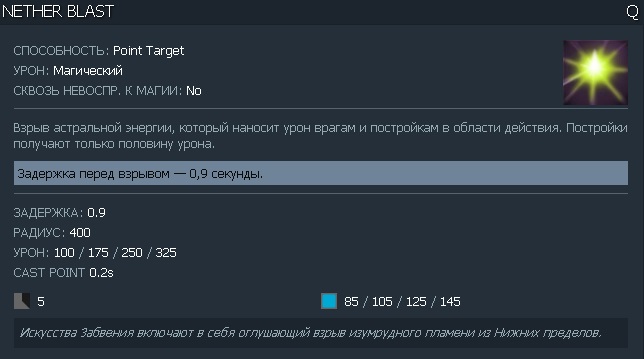 NETHER BLAST Q
СПОСОБНОСТЬ: Point Target
УРОН: Магический
СКВОЗЬ НЕВОСПР. К МАГИИ: No
Взрыв астральной энергии, который наносит урон врагам и постройкам в области действия. Постройки
получают только половину урона.
Задержка перед взрывом — 0,9 секунды.
ЗАДЕРЖКА: 0.9
РАДИУС: 400
УРОН: 100 / 175 / 250 / 325
CAST POINT 0.2s
5 85 / 105 / 125 / 145
Искусства Забвения включают в себя оглушающий взрыв изумрудного пламени из Нижних пределов.